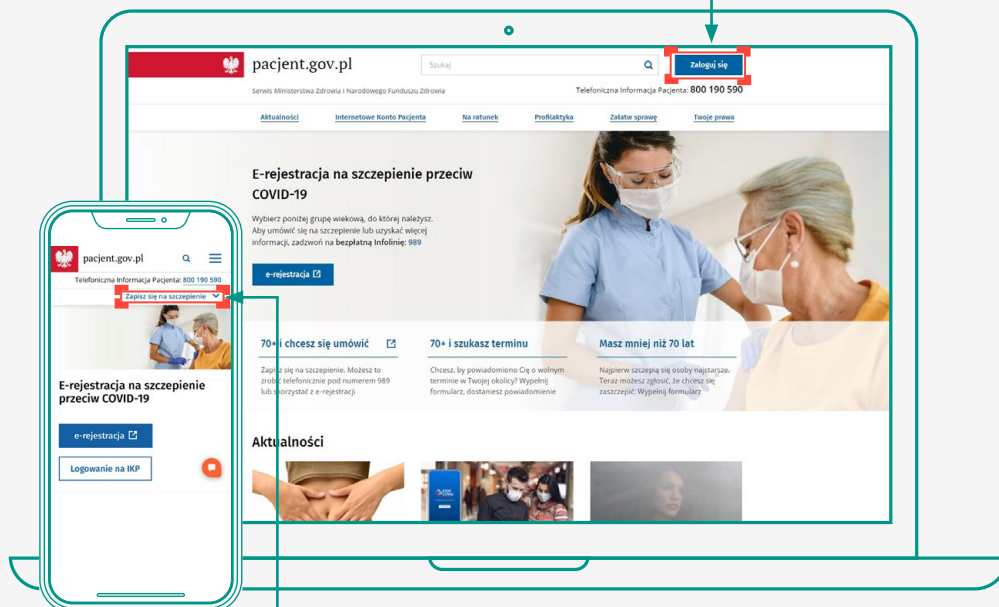 pacjent.gov.pl
Szukaj
Zaloguj się
Serwis Ministerstwa Zdrowia i Narodowego Funduszu Zdrowia
Telefoniczna Informacja Pacjenta: 800 190 590
Aktualności
Internetowe Konto Pacjenta
Na ratunek
Profilaktyka
Załatw sprawę
Twoje prawa
E-rejestracja na szczepienie przeciw
COVID-19
Wybierz poniżej grupę wiekową, do której należysz.
Aby umówić się na szczepienie lub uzyskać więcej
informacji, zadzwoń na bezpłatną Infolinię: 989
e-rejestracja
70+ i chcesz się umówić
Zapisz się na szczepienie. Możesz to
zrobić telefonicznie pod numerem 989
lub skorzystać z e-rejestracji
70+ i szukasz terminu
Chcesz, by powiadomiono Cię o wolnym
terminie w Twojej okolicy? Wypełnij
formularz, dostaniesz powiadomienie
Masz mniej niż 70 lat
Najpierw szczepią się osoby najstarsze.
Teraz możesz zgłosić, że chcesz się
zaszczepić. Wypełnij formularz
Aktualności
pacjent.gov.pl
Telefoniczna Informacja Pacjenta: 800 190 590
Zapisz się na szczepienie
E-rejestracja na szczepienie
przeciw COVID-19
e-rejestracja
Logowanie na IKP